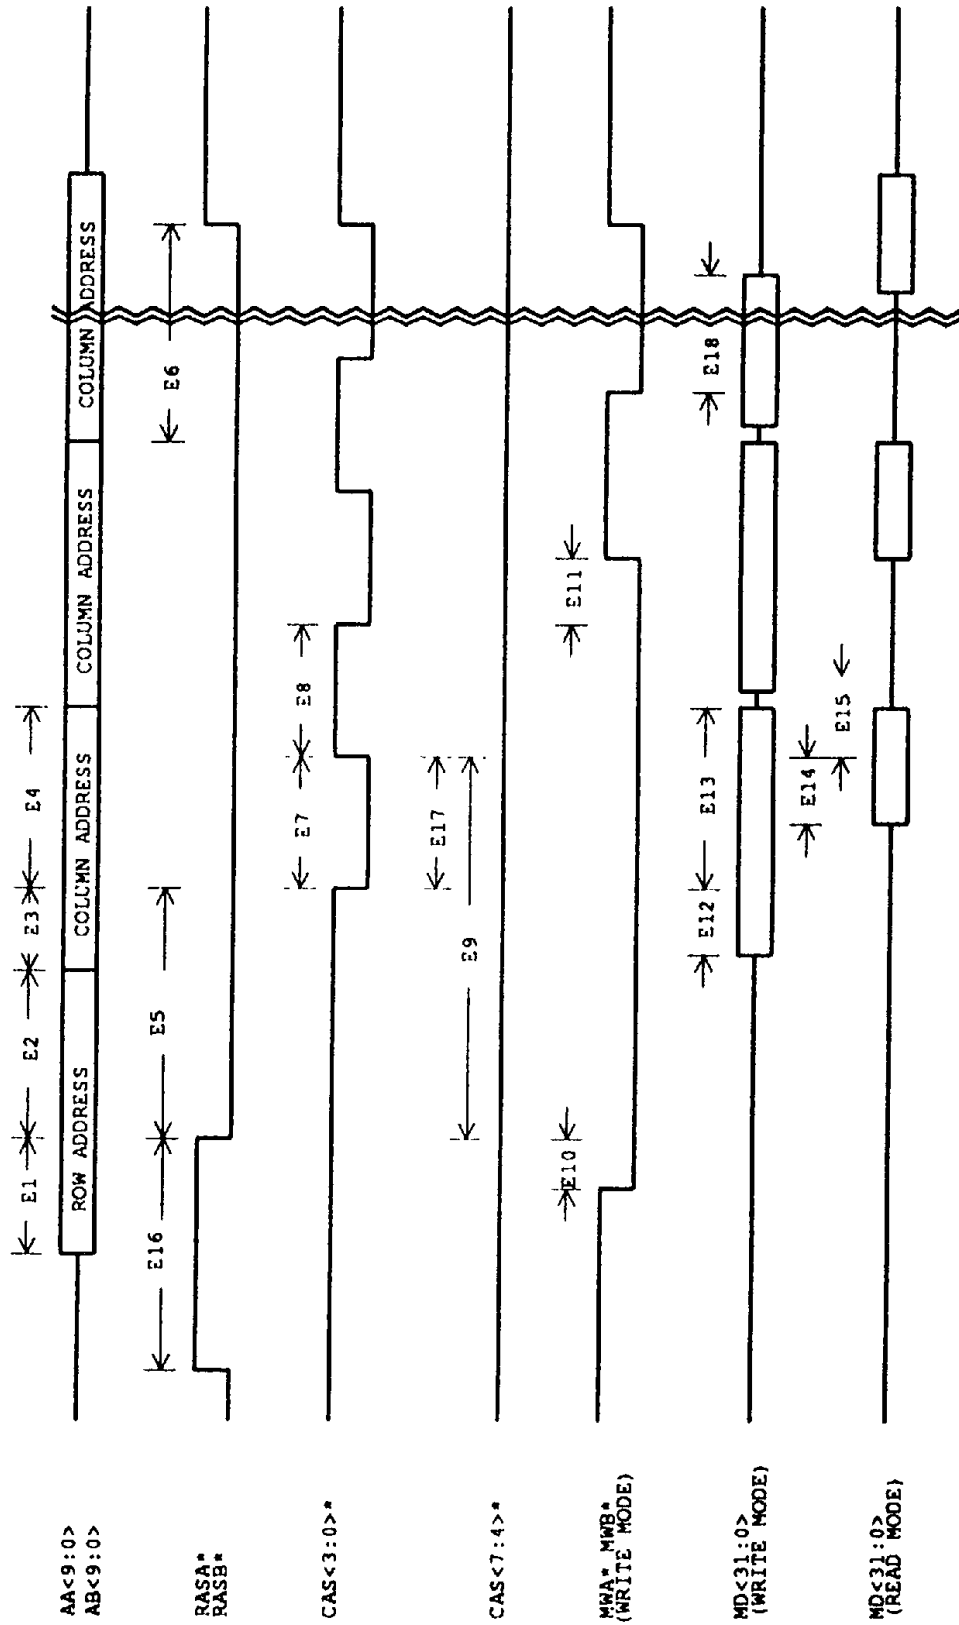 E1
E2
E3
E4
ROW ADDRESS
COLUMN ADDRESS
COLUMN ADDRESS
COLUMN ADDRESS
AA<9:0>
AB<9:0>
E16
E5
E6
RASA*
RASB*
E7
E8
CAS<3:0>*
E17
E9
CAS<7:4>*
E10
E11
MWA* MWB*
(WRITE MODE)
E12
E13
E18
MD<31:0>
(WRITE MODE)
E14
E15
MD<31:0>
(READ MODE)